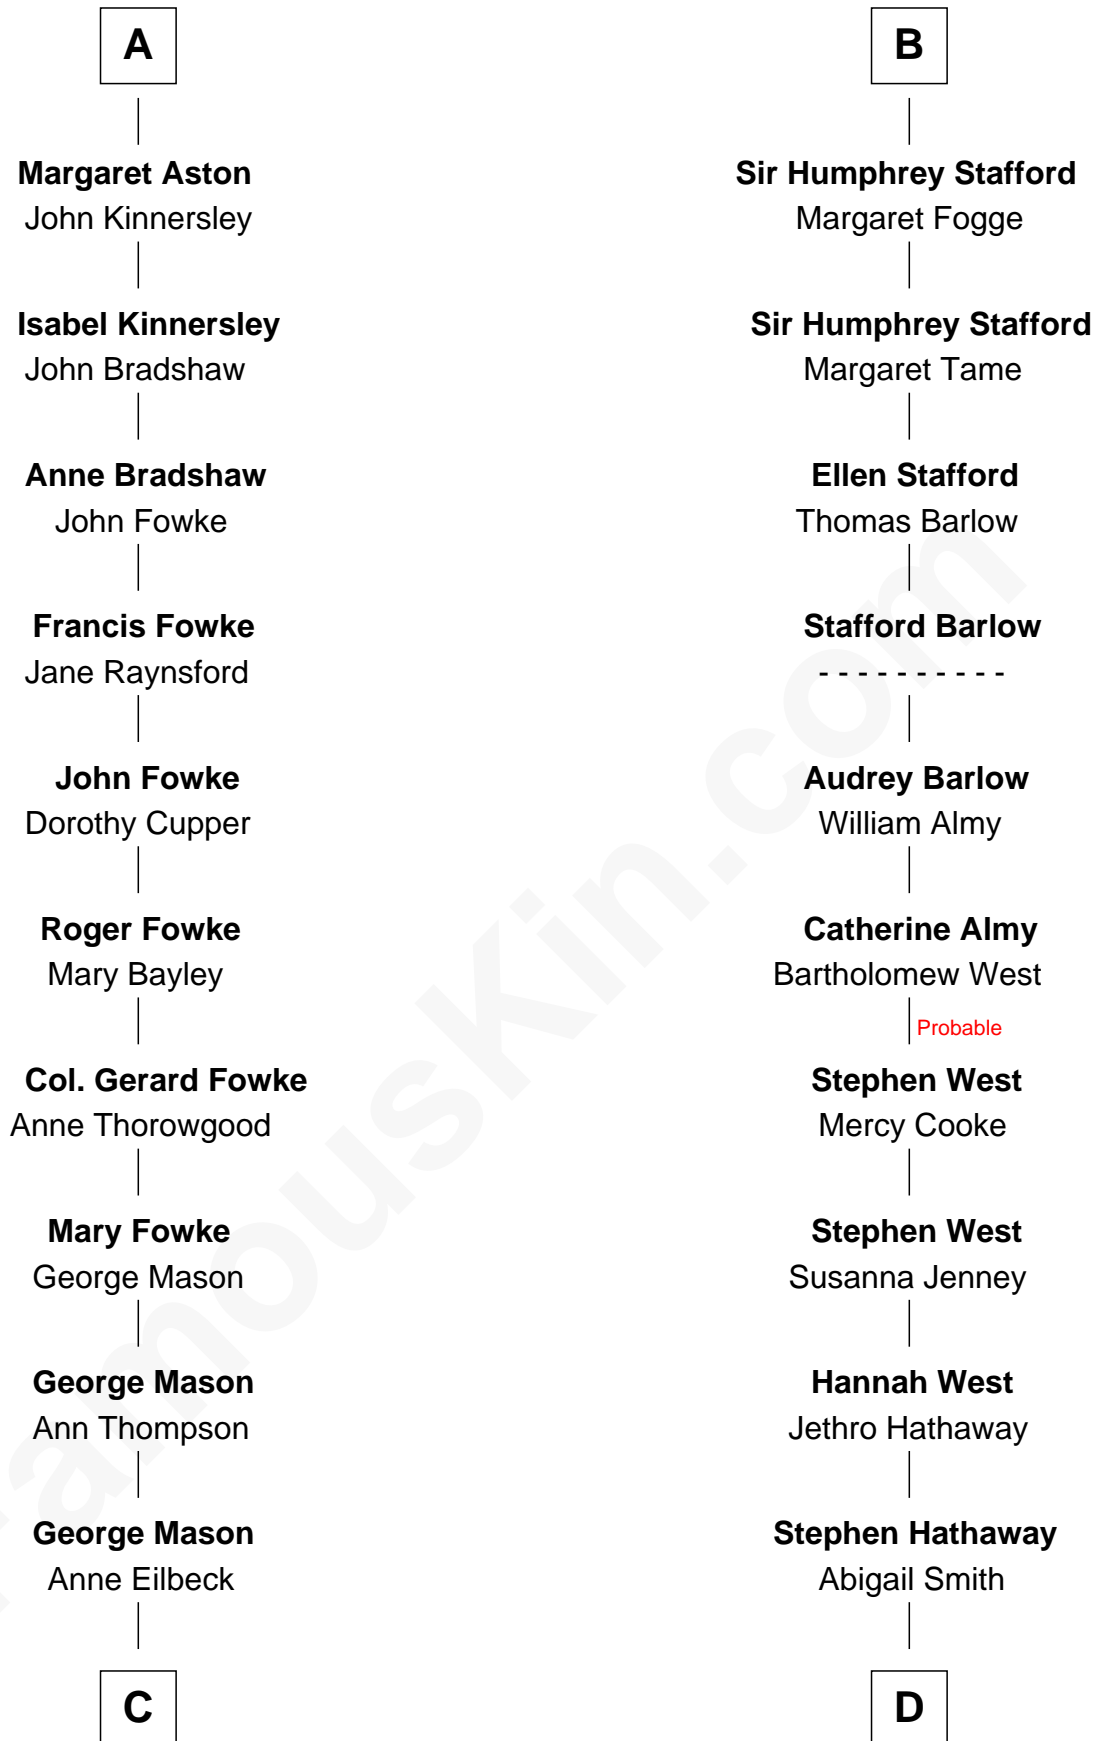 A
Margaret Aston
John Kinnersley
Isabel Kinnersley
John Bradshaw
Anne Bradshaw
John Fowke
Francis Fowke
Jane Raynsford
John Fowke
Dorothy Cupper
Roger Fowke
Mary Bayley
Col. Gerard Fowke
Anne Thorowgood
Mary Fowke
George Mason
George Mason
Ann Thompson
George Mason
Anne Eilbeck
C
B
Sir Humphrey Stafford
Margaret Fogge
Sir Humphrey Stafford
Margaret Tame
Ellen Stafford
Thomas Barlow
Stafford Barlow
- - - - - - - - - -
Audrey Barlow
William Almy
Catherine Almy
Bartholomew West
Probable
Stephen West
Mercy Cooke
Stephen West
Susanna Jenney
Hannah West
Jethro Hathaway
Stephen Hathaway
Abigail Smith
D
FamousKin.com